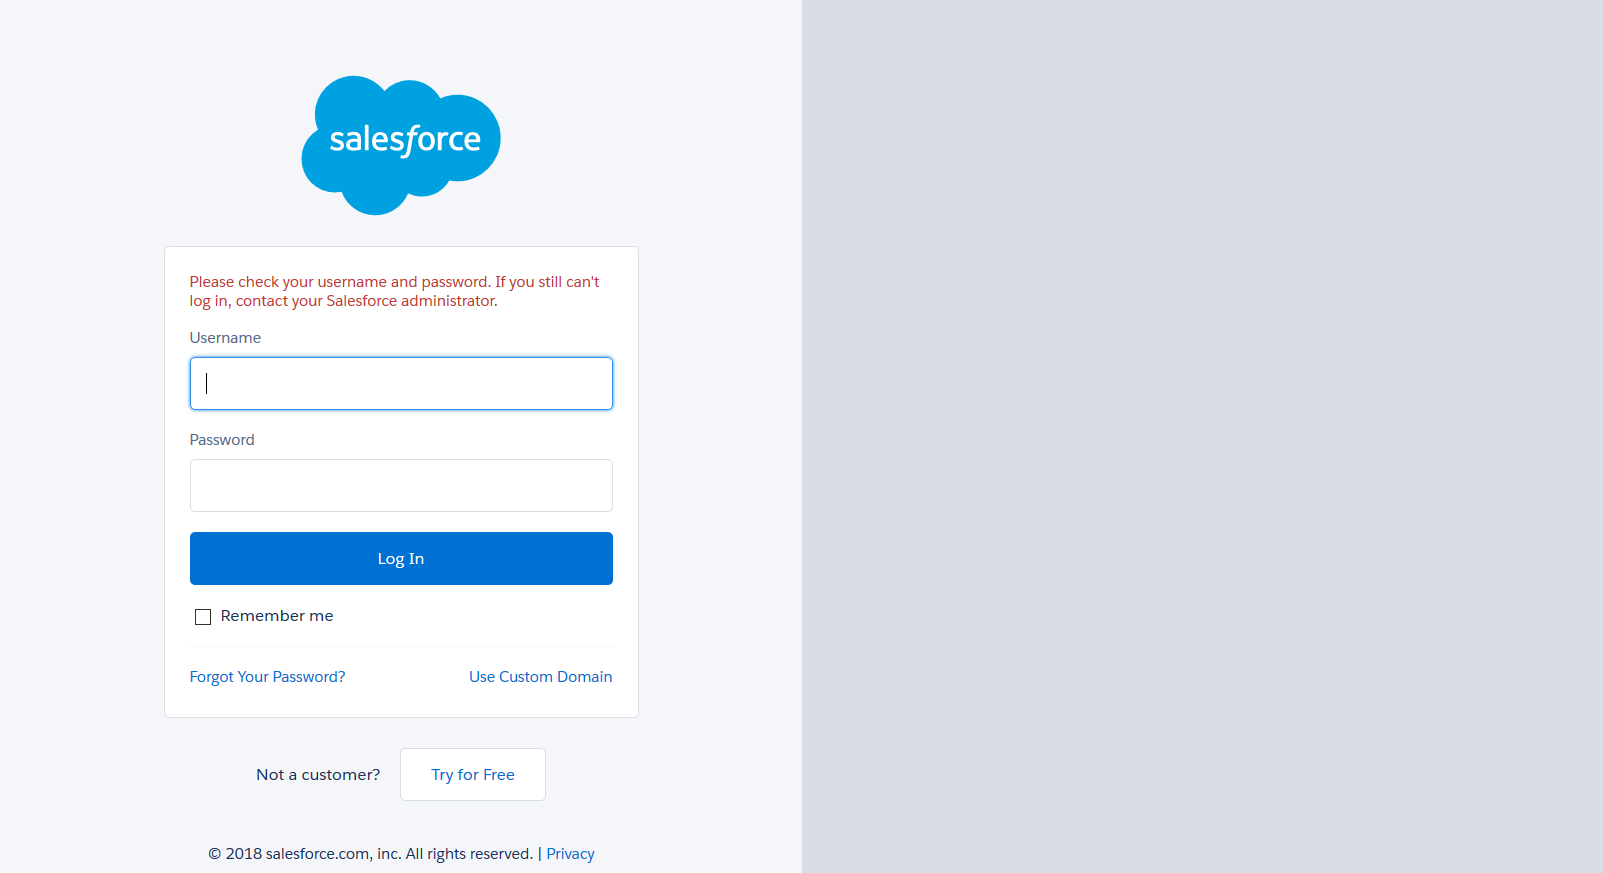 salesforce
Please check your username and password. If you still can't
log in, contact your Salesforce administrator.
Username
Password
Log In
Remember me
Forgot Your Password?
Use Custom Domain
Not a customer?
Try for Free
© 2018 salesforce.com, inc. All rights reserved. | Privacy